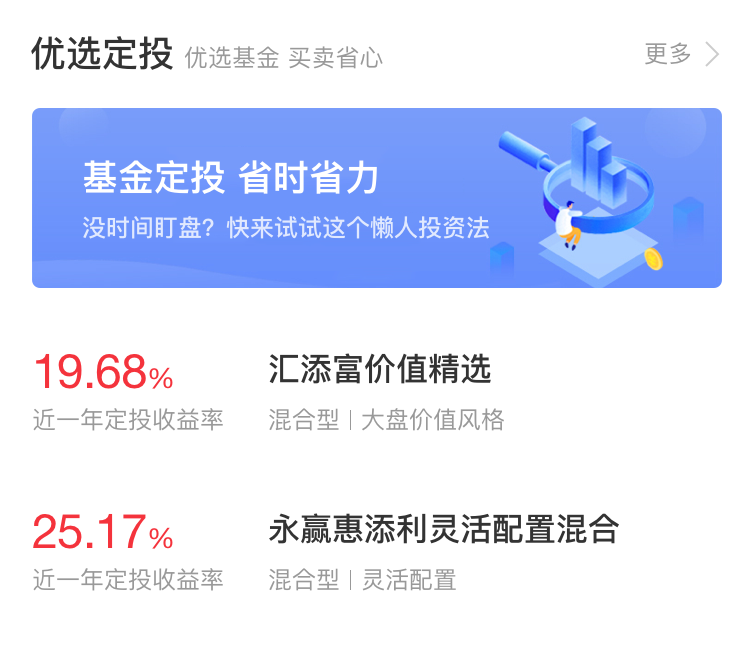 优选定投 优选基金 买卖省心 更多
基金定投 省时省力
没时间盯盘？快来试试这个懒人投资法
19.68% 汇添富价值精选
近一年定投收益率 混合型 | 大盘价值风格
25.17% 永赢惠添利灵活配置混合
近一年定投收益率 混合型 | 灵活配置